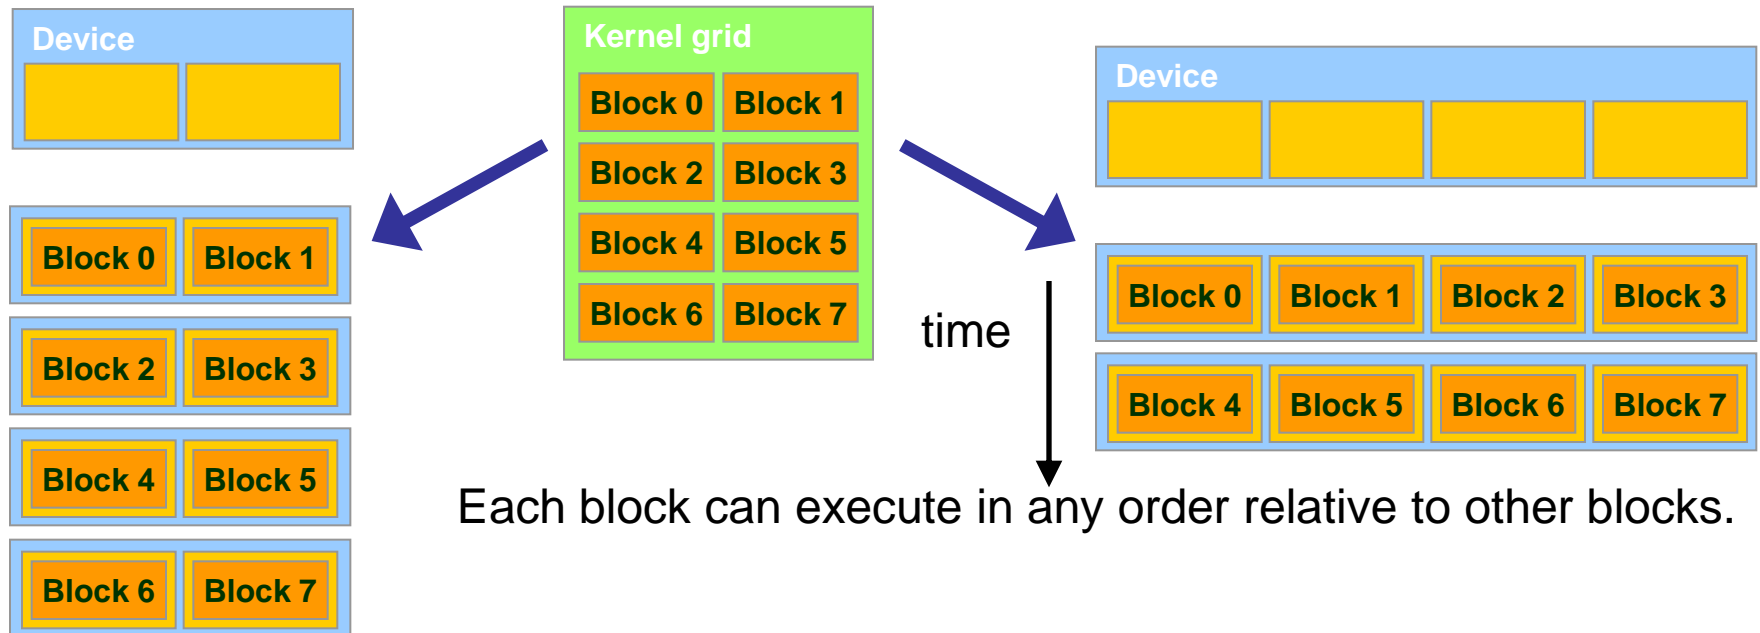 Device
Block 0 Block 1
Block 2 Block 3
Block 4 Block 5
Block 6 Block 7
Kernel grid
Block 0 Block 1
Block 2 Block 3
Block 4 Block 5
Block 6 Block 7
Device
time
Block 0 Block 1 Block 2 Block 3
Block 4 Block 5 Block 6 Block 7
Each block can execute in any order relative to other blocks.